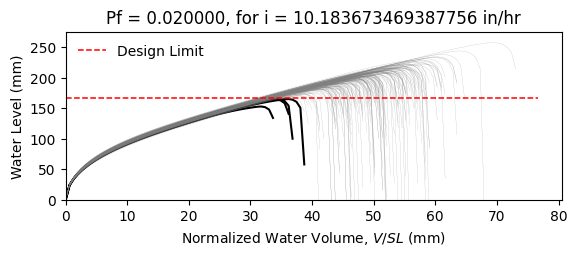 Pf = 0.020000, for i = 10.183673469387756 in/hr
Water Level (mm)
250
200
150
100
50
0
Design Limit
0 10 20 30 40 50 60 70 80
Normalized Water Volume, V/SL (mm)